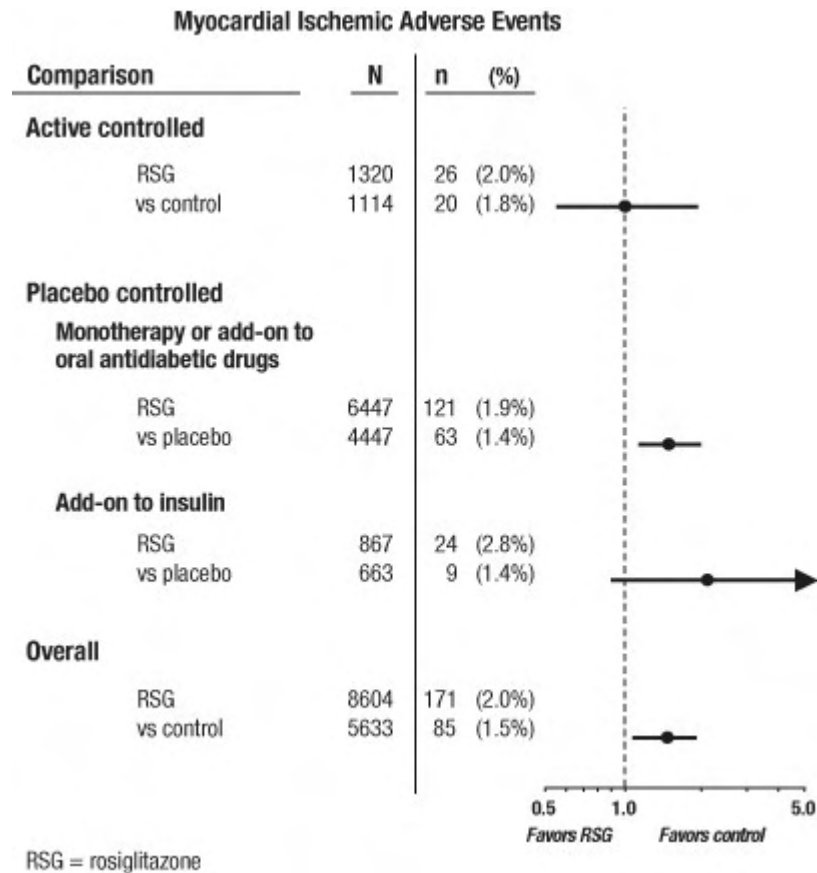 Myocardial Ischemic Adverse Events
Comparison N n (%)
Active controlled
RSG 1320 26 (2.0%)
vs control 1114 20 (1.8%)
Placebo controlled
Monotherapy or add-on to
oral antidiabetic drugs
RSG 6447 121 (1.9%)
vs placebo 4447 63 (1.4%)
Add-on to insulin
RSG 867 24 (2.8%)
vs placebo 663 9 (1.4%)
Overall
RSG 8604 171 (2.0%)
vs control 5633 85 (1.5%)
0.5 1.0 5.0
Favors RSG Favors control
RSG = rosiglitazone